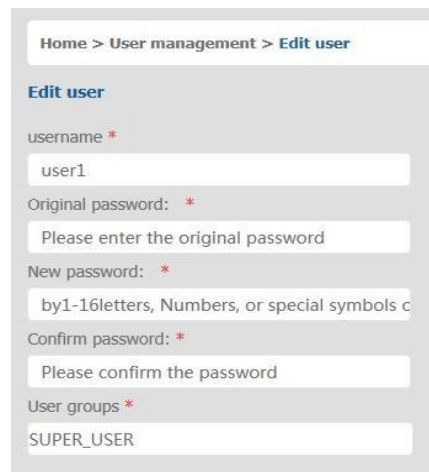 Home > User management > Edit user
Edit user
username *
user1
Original password: *
Please enter the original password
New password: *
by1-16letters, Numbers, or special symbols c
Confirm password: *
Please confirm the password
User groups *
SUPER_USER